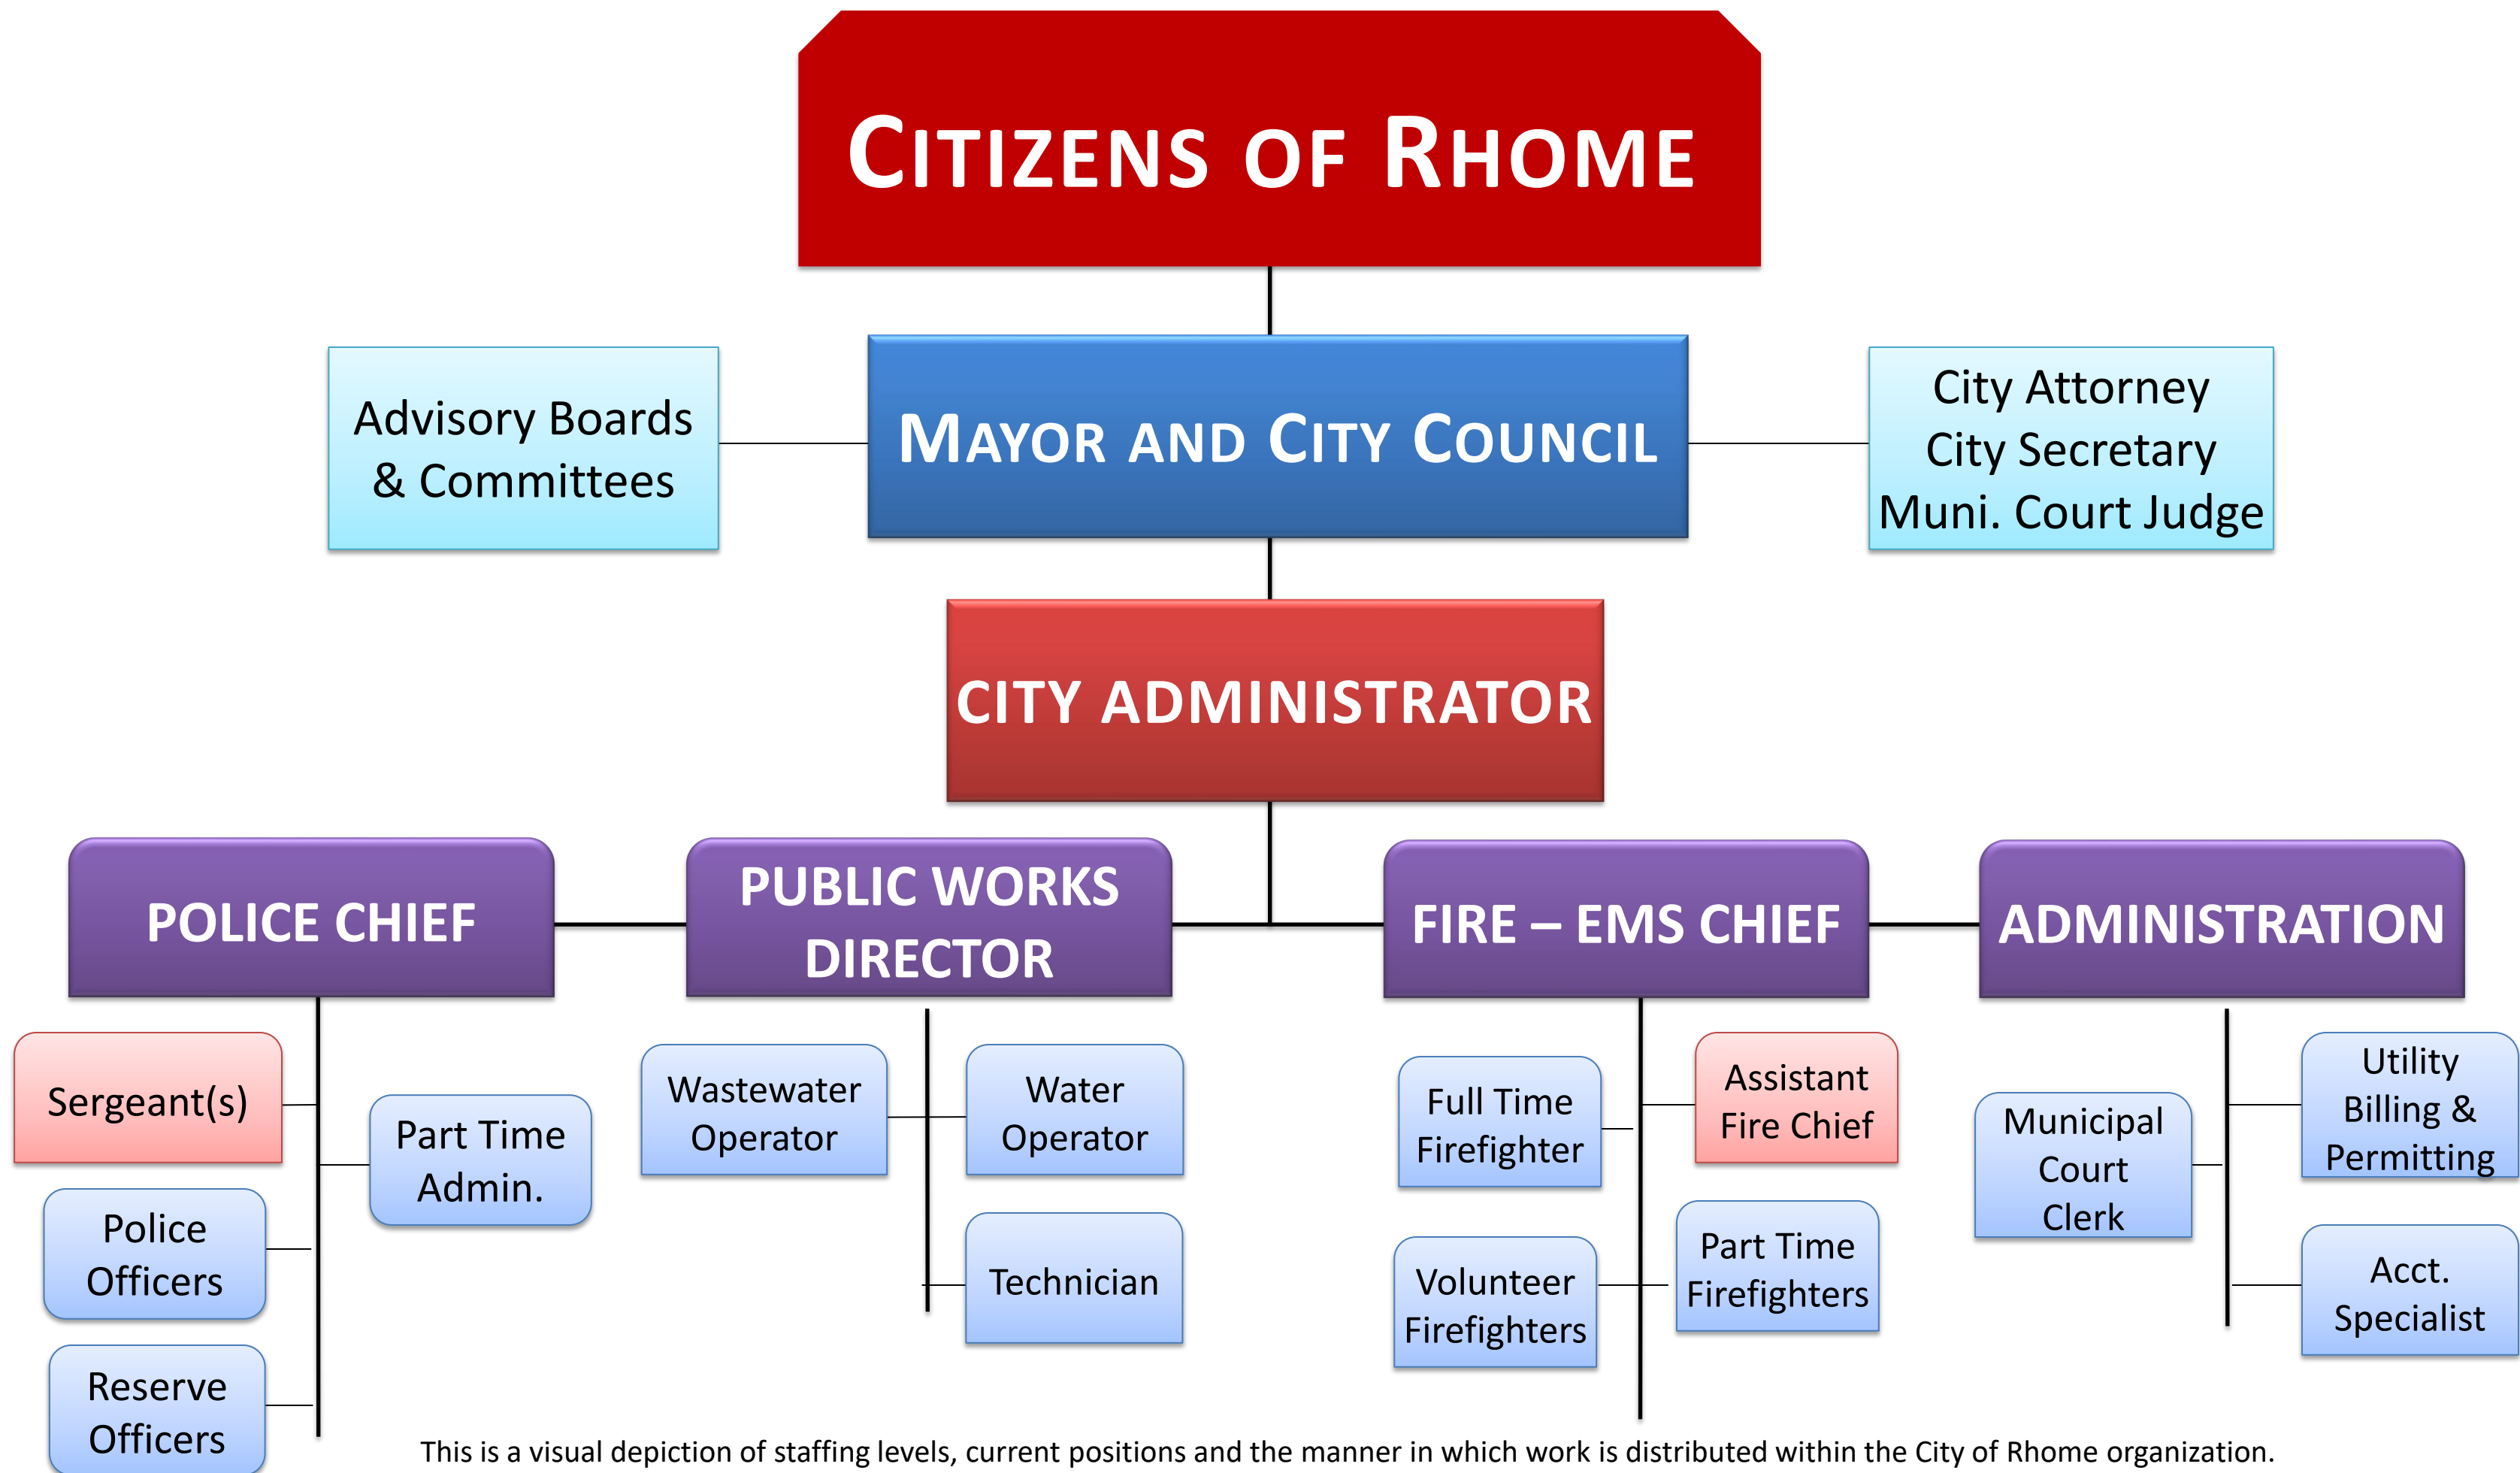 CITIZENS OF RHOME
Advisory Boards
& Committees
MAYOR AND CITY COUNCIL
City Attorney
City Secretary
Muni. Court Judge
CITY ADMINISTRATOR
POLICE CHIEF
PUBLIC WORKS
DIRECTOR
FIRE – EMS CHIEF
ADMINISTRATION
Sergeant(s)
Part Time
Admin.
Police
Officers
Reserve
Officers
Wastewater
Operator
Water
Operator
Technician
Full Time
Firefighter
Assistant
Fire Chief
Volunteer
Firefighters
Part Time
Firefighters
Municipal
Court
Clerk
Utility
Billing &
Permitting
Acct.
Specialist
This is a visual depiction of staffing levels, current positions and the manner in which work is distributed within the City of Rhome organization.